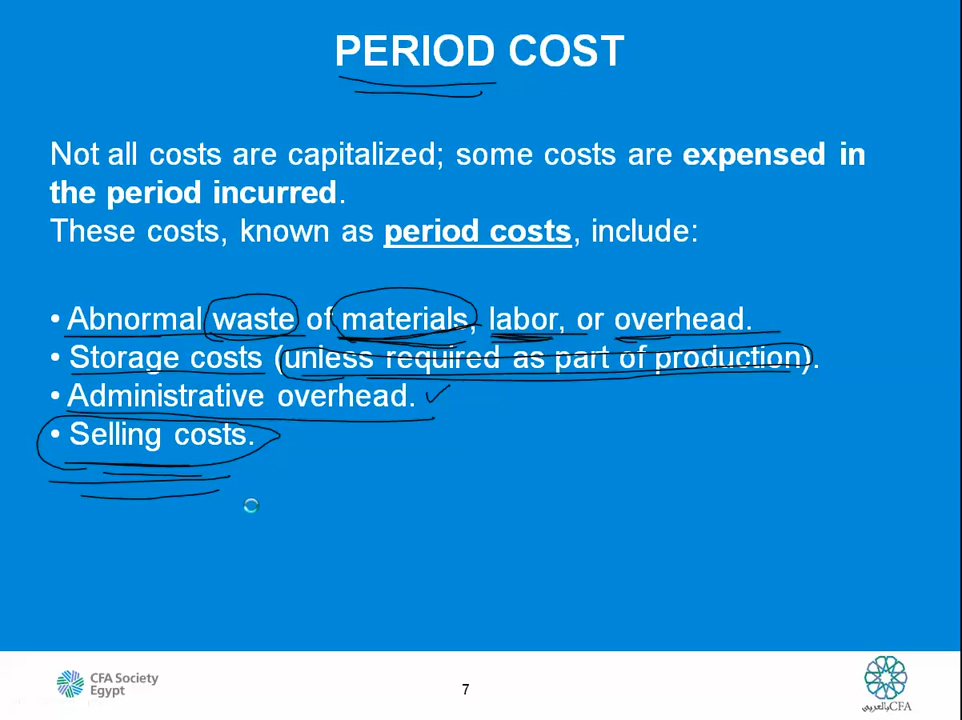 PERIOD COST
Not all costs are capitalized; some costs are expensed in
the period incurred.
These costs, known as period costs, include:
• Abnormal waste of materials, labor, or overhead.
• Storage costs (unless required as part of production).
• Administrative overhead.
• Selling costs.
CFA Society
Egypt
7
CFAبالعربي